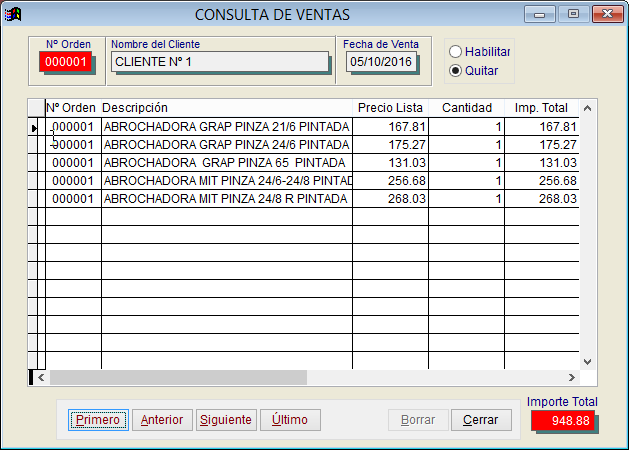 CONSULTA DE VENTAS
Nº Orden Nombre del Cliente Fecha de Venta
000001 CLIENTE Nº 1 05/10/2016
Habilitar
Quitar
Nº Orden Descripción Precio Lista Cantidad Imp. Total
000001 ABROCHADORA GRAP PINZA 21/6 PINTADA 167.81 1 167.81
000001 ABROCHADORA GRAP PINZA 24/6 PINTADA 175.27 1 175.27
000001 ABROCHADORA GRAP PINZA 65 PINTADA 131.03 1 131.03
000001 ABROCHADORA MIT PINZA 24/6-24/8 PINTAD 256.68 1 256.68
000001 ABROCHADORA MIT PINZA 24/8 R PINTADA 268.03 1 268.03
Importe Total
Primero Anterior Siguiente Último Borrar Cerrar 948.88